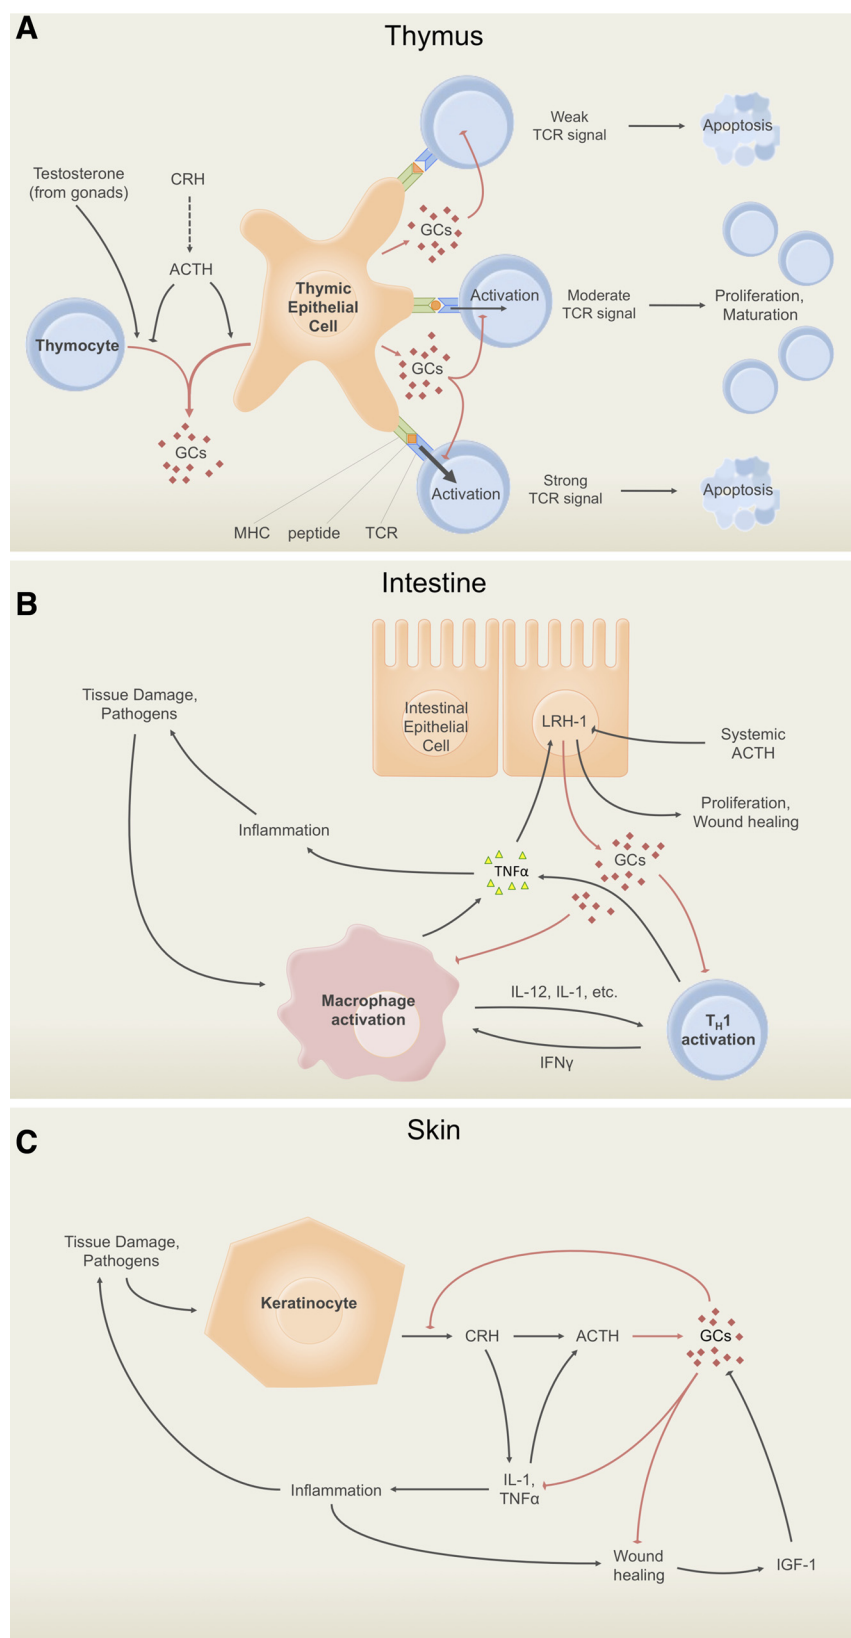 A
Thymus
Weak
TCR signal
Apoptosis
Testosterone
(from gonads)
CRH
GCs
ACTH
Thymic
Epithelial
Cell
Activation
Moderate
TCR signal
Proliferation,
Maturation
Thymocyte
GCs
GCs
Activation
Strong
TCR signal
Apoptosis
MHC
peptide
TCR
B
Intestine
Tissue Damage,
Pathogens
Intestinal
Epithelial
Cell
LRH-1
Systemic
ACTH
Proliferation,
Wound healing
Inflammation
TNFα
GCs
Macrophage
activation
IL-12, IL-1, etc.
IFNγ
TH1
activation
C
Skin
Tissue Damage,
Pathogens
Keratinocyte
CRH
ACTH
GCs
Inflammation
IL-1,
TNFα
Wound
healing
IGF-1